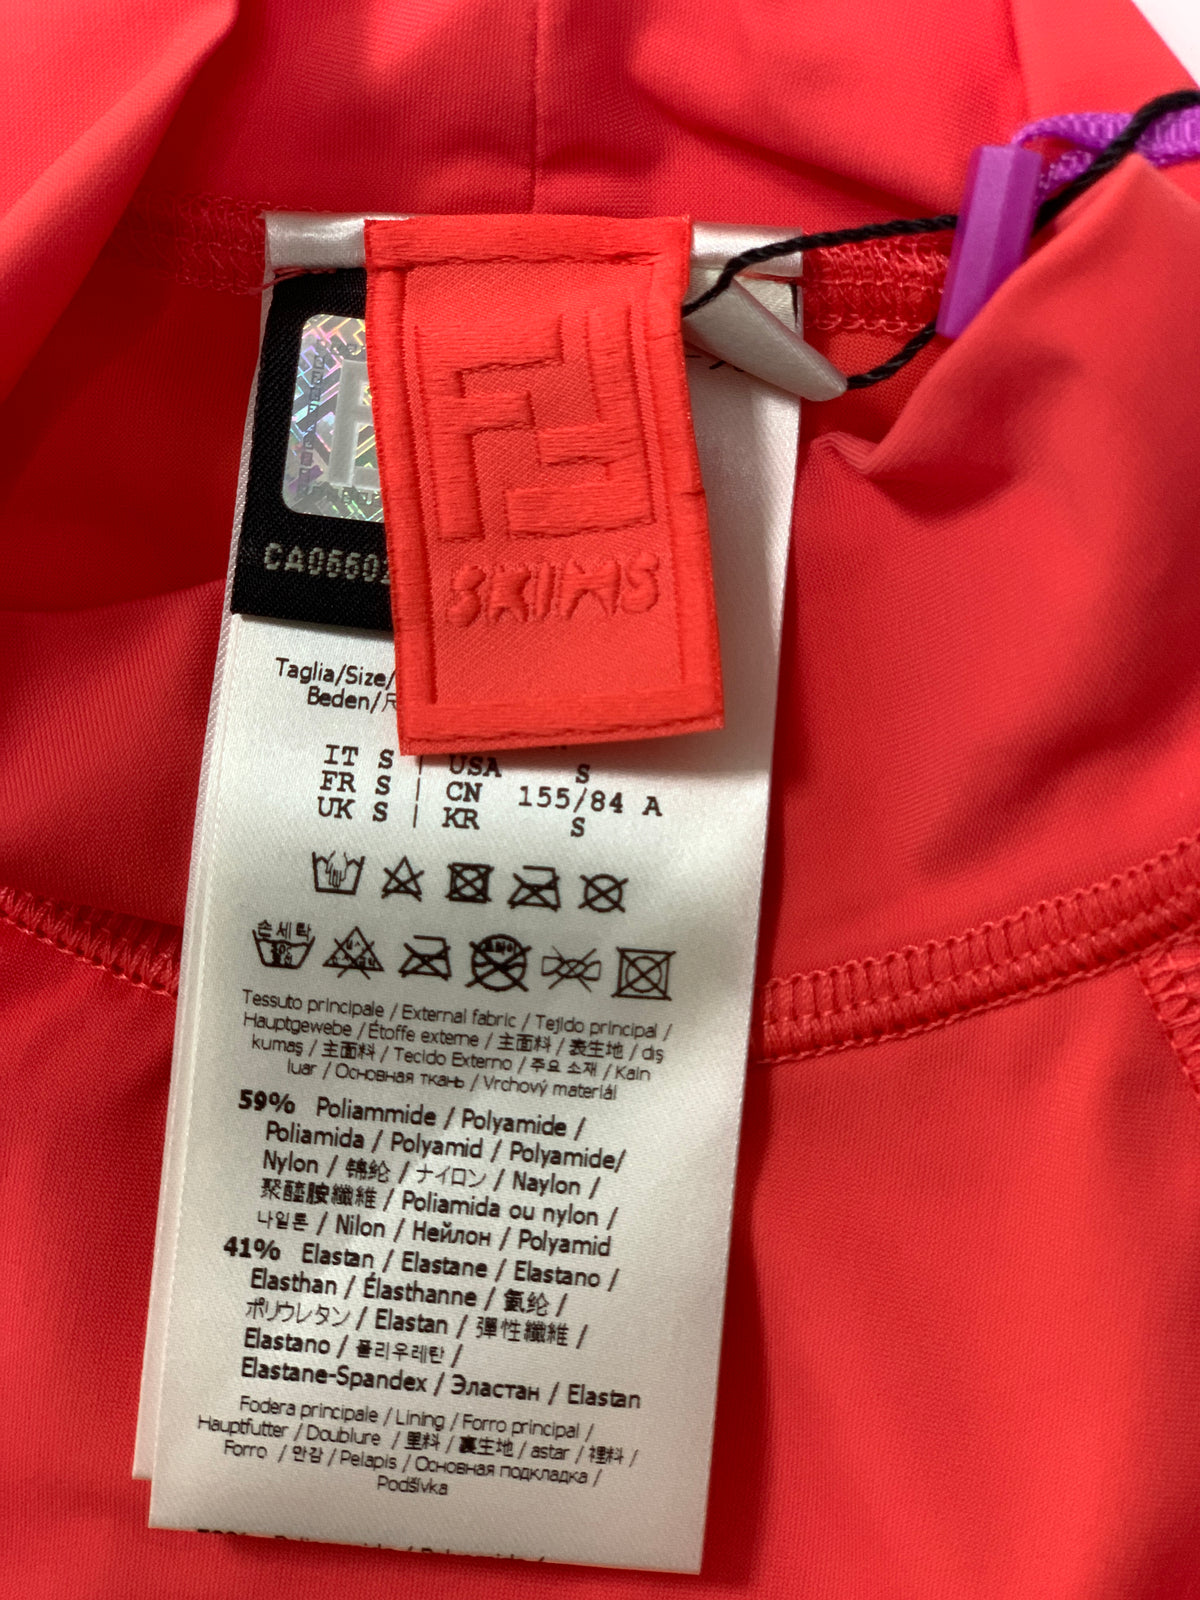 CA06602
SKIMS
Taglia/Size/
Beden/尺
IT S | USA S
FR S | CN 155/84 A
UK S | KR S
손세탁
Tessuto principale / External fabric / Tejido principal /
Hauptgewebe / Étoffe externe / 主面料 / 表生地 / dış
kumaş / 主面料 / Tecido Externo / 주요 소재 / Kain
luar / Основная ткань / Vrchový materiál
59% Poliammide / Polyamide /
Poliamida / Polyamid / Polyamide/
Nylon / 锦纶 / ナイロン / Naylon /
聚醯胺纖維 / Poliamida ou nylon /
나일론 / Nilon / Нейлон / Polyamid
41% Elastan / Elastane / Elastano /
Elasthan / Élasthanne / 氨纶 /
ポリウレタン / Elastan / 彈性纖維 /
Elastano / 폴리우레탄 /
Elastane-Spandex / Эластан / Elastan
Fodera principale / Lining / Forro principal /
Hauptfutter / Doublure / 里料 / 裏生地 / astar / 裡料 /
Forro / 안감 / Pelapis / Основная подкладка /
Podšívka